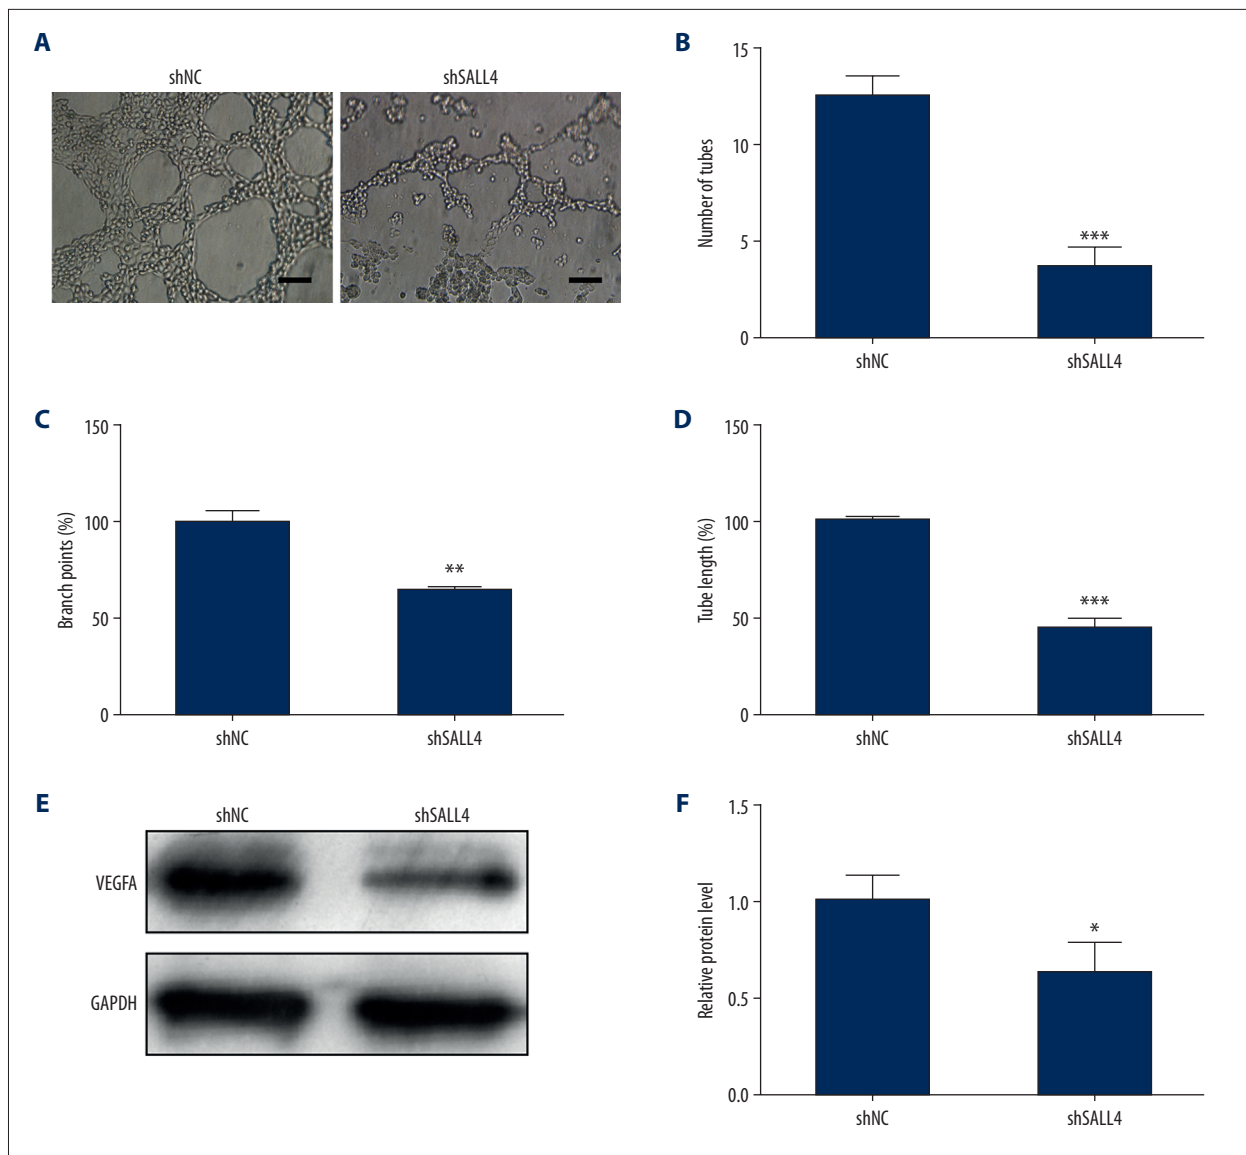 A
shNC shSALL4
B
15
10
5
0
Number of tubes
***
shNC shSALL4
C
150
100
50
0
Branch points (%)
**
shNC shSALL4
D
150
100
50
0
Tube length (%)
***
shNC shSALL4
E
shNC shSALL4
VEGFA
GAPDH
F
1.5
1.0
0.5
0.0
Relative protein level
*
shNC shSALL4